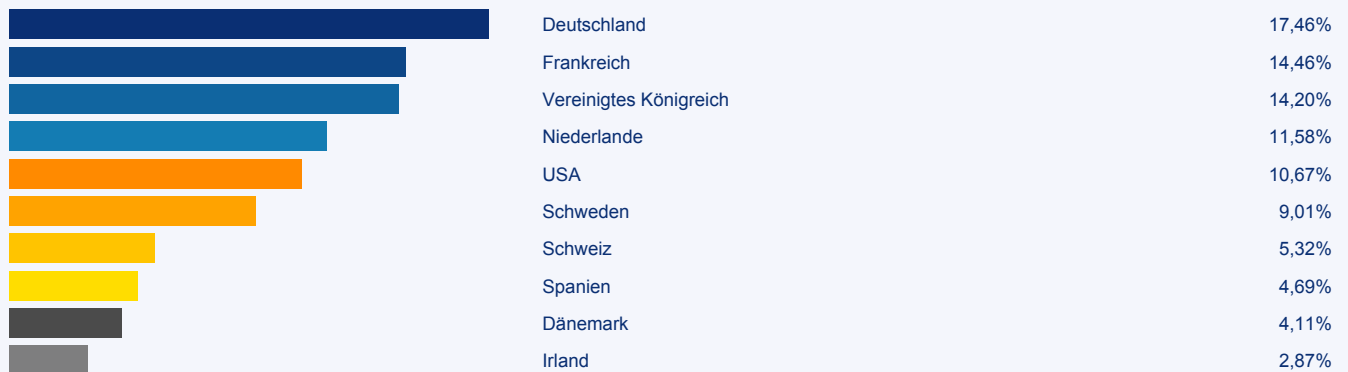 Deutschland 17,46%
Frankreich 14,46%
Vereinigtes Königreich 14,20%
Niederlande 11,58%
USA 10,67%
Schweden 9,01%
Schweiz 5,32%
Spanien 4,69%
Dänemark 4,11%
Irland 2,87%